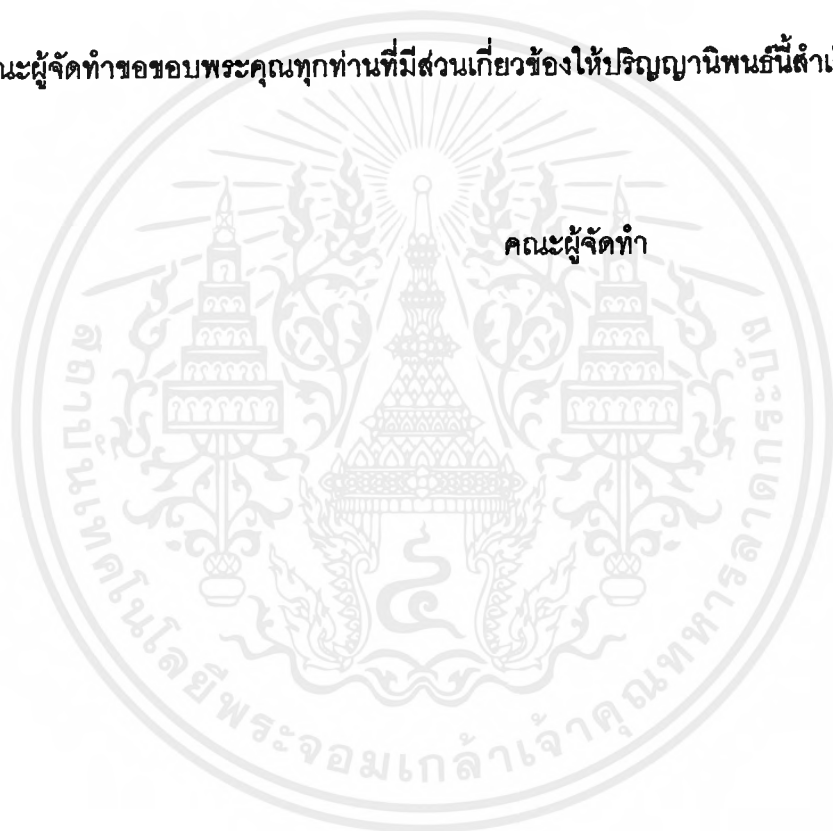 ณะผู้จัดทำขอขอบพระคุณทุกท่านที่มีส่วนเกี่ยวข้องให้ปริญญานิพนธ์นี้สำเ
คณะผู้จัดทำ
สถาบันเทคโนโลยีพระจอมเกล้าเจ้าคุณทหารลาดกระบัง